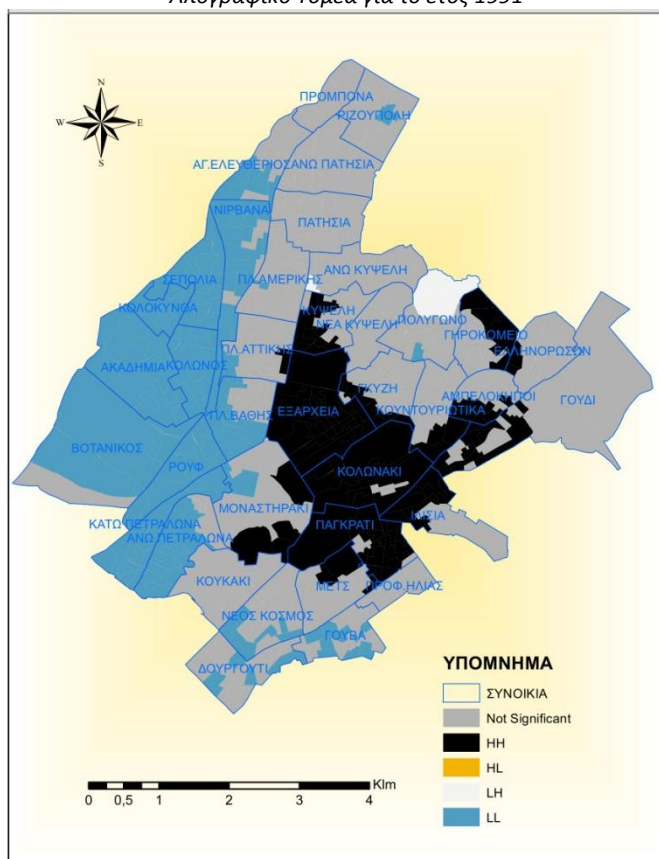 Απογραφικό Τομέα για το έτος 1991
N
W E
S
ΠΡΟΜΠΟΝΑ
ΡΙΖΟΥΠΟΛΗ
ΑΓ.ΕΛΕΥΘΕΡΙΟΣ
ΑΝΩ ΠΑΤΗΣΙΑ
ΝΙΡΒΑΝΑ
ΠΑΤΗΣΙΑ
ΣΕΠΟΛΙΑ
ΠΛ.ΑΜΕΡΙΚΗΣ
ΑΝΩ ΚΥΨΕΛΗ
ΚΟΛΟΚΥΝΘΑ
ΚΥΨΕΛΗ
ΝΕΑ ΚΥΨΕΛΗ
ΠΟΛΥΓΩΝΟ
ΓΗΡΟΚΟΜΕΙΟ
ΕΛΛΗΝΟΡΩΣΩΝ
ΠΛ.ΑΤΤΙΚΗΣ
ΑΚΑΔΗΜΙΑ
ΚΟΛΩΝΟΣ
ΓΚΥΖΗ
ΑΜΠΕΛΟΚΗΠΟΙ
ΓΟΥΔΙ
ΠΛ.ΒΑΘΗΣ
ΕΞΑΡΧΕΙΑ
ΚΟΥΝΤΟΥΡΙΩΤΙΚΑ
ΒΟΤΑΝΙΚΟΣ
ΡΟΥΦ
ΚΟΛΩΝΑΚΙ
ΜΟΝΑΣΤΗΡΑΚΙ
ΙΛΙΣΙΑ
ΚΑΤΩ ΠΕΤΡΑΛΩΝΑ
ΠΑΓΚΡΑΤΙ
ΑΝΩ ΠΕΤΡΑΛΩΝΑ
ΚΟΥΚΑΚΙ
ΜΕΤΣ
ΠΡΟΦ.ΗΛΙΑΣ
ΝΕΟΣ ΚΟΣΜΟΣ
ΓΟΥΒΑ
ΔΟΥΡΓΟΥΤΙ
ΥΠΟΜΝΗΜΑ
ΣΥΝΟΙΚΙΑ
Not Significant
HH
HL
LH
LL
Klm
0 0,5 1 2 3 4